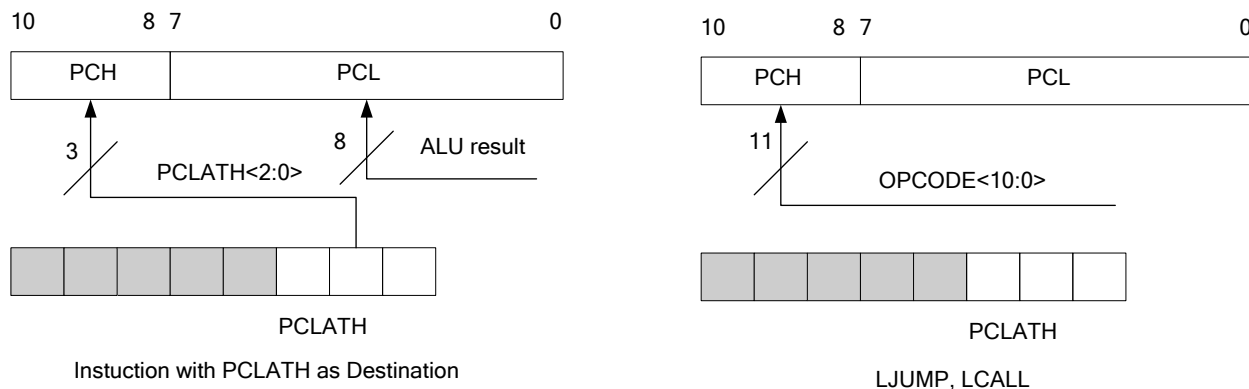 10 8 7 0
PCH PCL
3 8 ALU result
PCLATH<2:0>
PCLATH
Instuction with PCLATH as Destination
10 8 7 0
PCH PCL
11
OPCODE<10:0>
PCLATH
LJUMP, LCALL